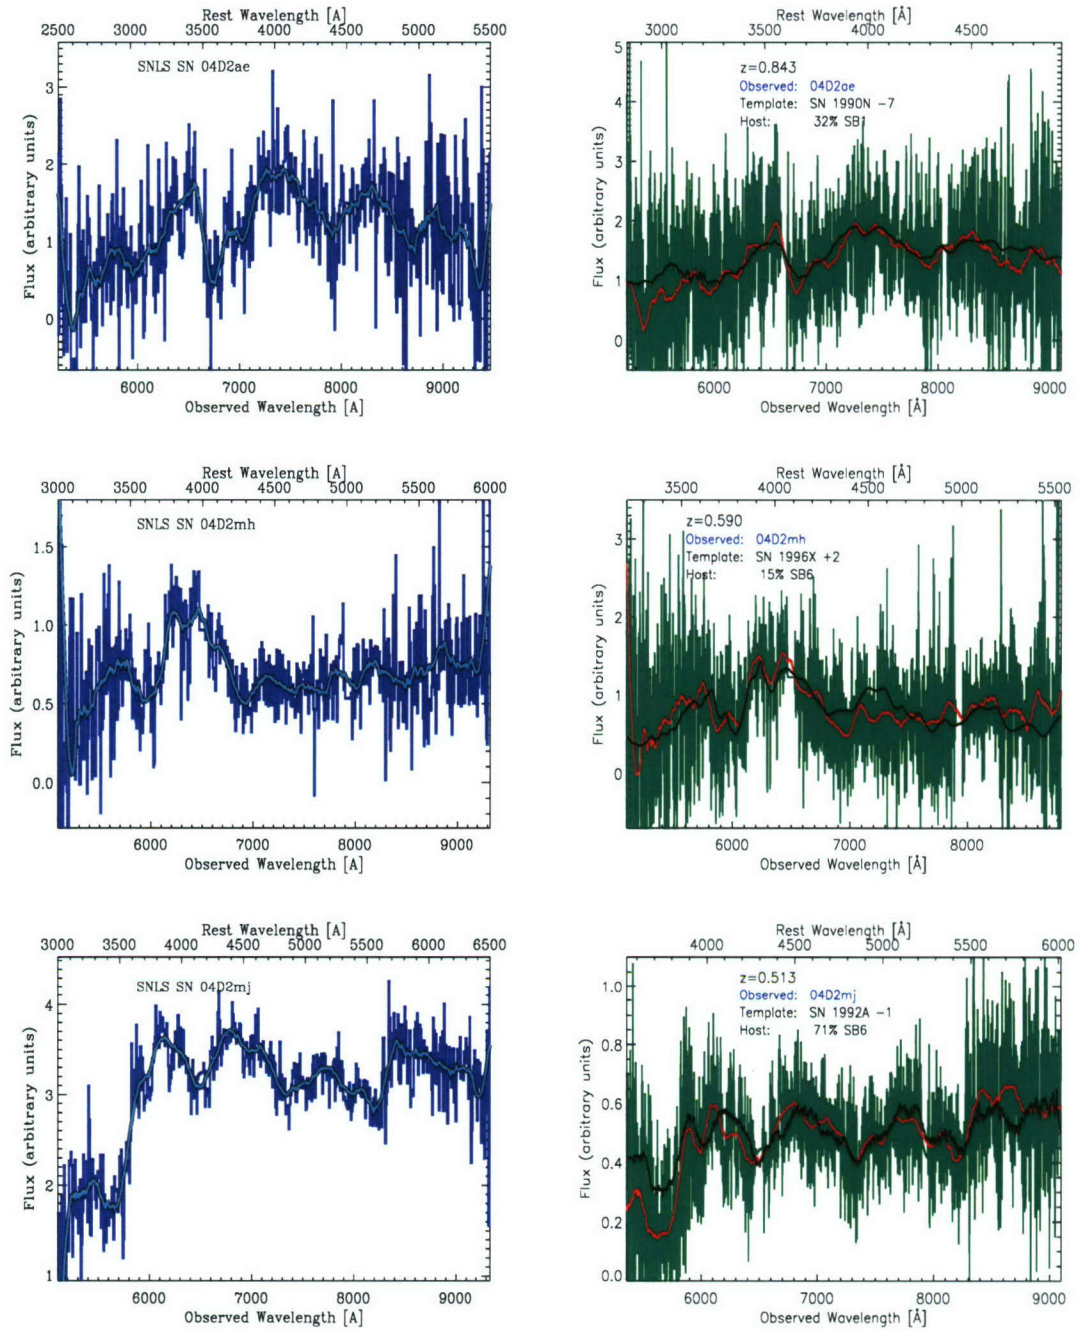 Rest Wavelength [A]
2500 3000 3500 4000 4500 5000 5500
SNLS SN 04D2ae
3
2
1
0
Flux (arbitrary units)
6000 7000 8000 9000
Observed Wavelength [A]
Rest Wavelength [Å]
3000 3500 4000 4500
z=0.843
Observed: 04D2ae
Template: SN 1990N -7
Host: 32% SB1
5
4
3
2
1
0
Flux (arbitrary units)
6000 7000 8000 9000
Observed Wavelength [Å]
Rest Wavelength [A]
3000 3500 4000 4500 5000 5500 6000
SNLS SN 04D2mh
1.5
1.0
0.5
0.0
Flux (arbitrary units)
6000 7000 8000 9000
Observed Wavelength [A]
Rest Wavelength [Å]
3500 4000 4500 5000 5500
z=0.590
Observed: 04D2mh
Template: SN 1996X +2
Host: 15% SB6
3
2
1
0
Flux (arbitrary units)
6000 7000 8000
Observed Wavelength [Å]
Rest Wavelength [A]
3000 3500 4000 4500 5000 5500 6000 6500
SNLS SN 04D2mj
4
3
2
1
Flux (arbitrary units)
6000 7000 8000 9000
Observed Wavelength [A]
Rest Wavelength [Å]
4000 4500 5000 5500 6000
z=0.513
Observed: 04D2mj
Template: SN 1992A -1
Host: 71% SB6
1.0
0.8
0.6
0.4
0.2
0.0
Flux (arbitrary units)
6000 7000 8000 9000
Observed Wavelength [Å]